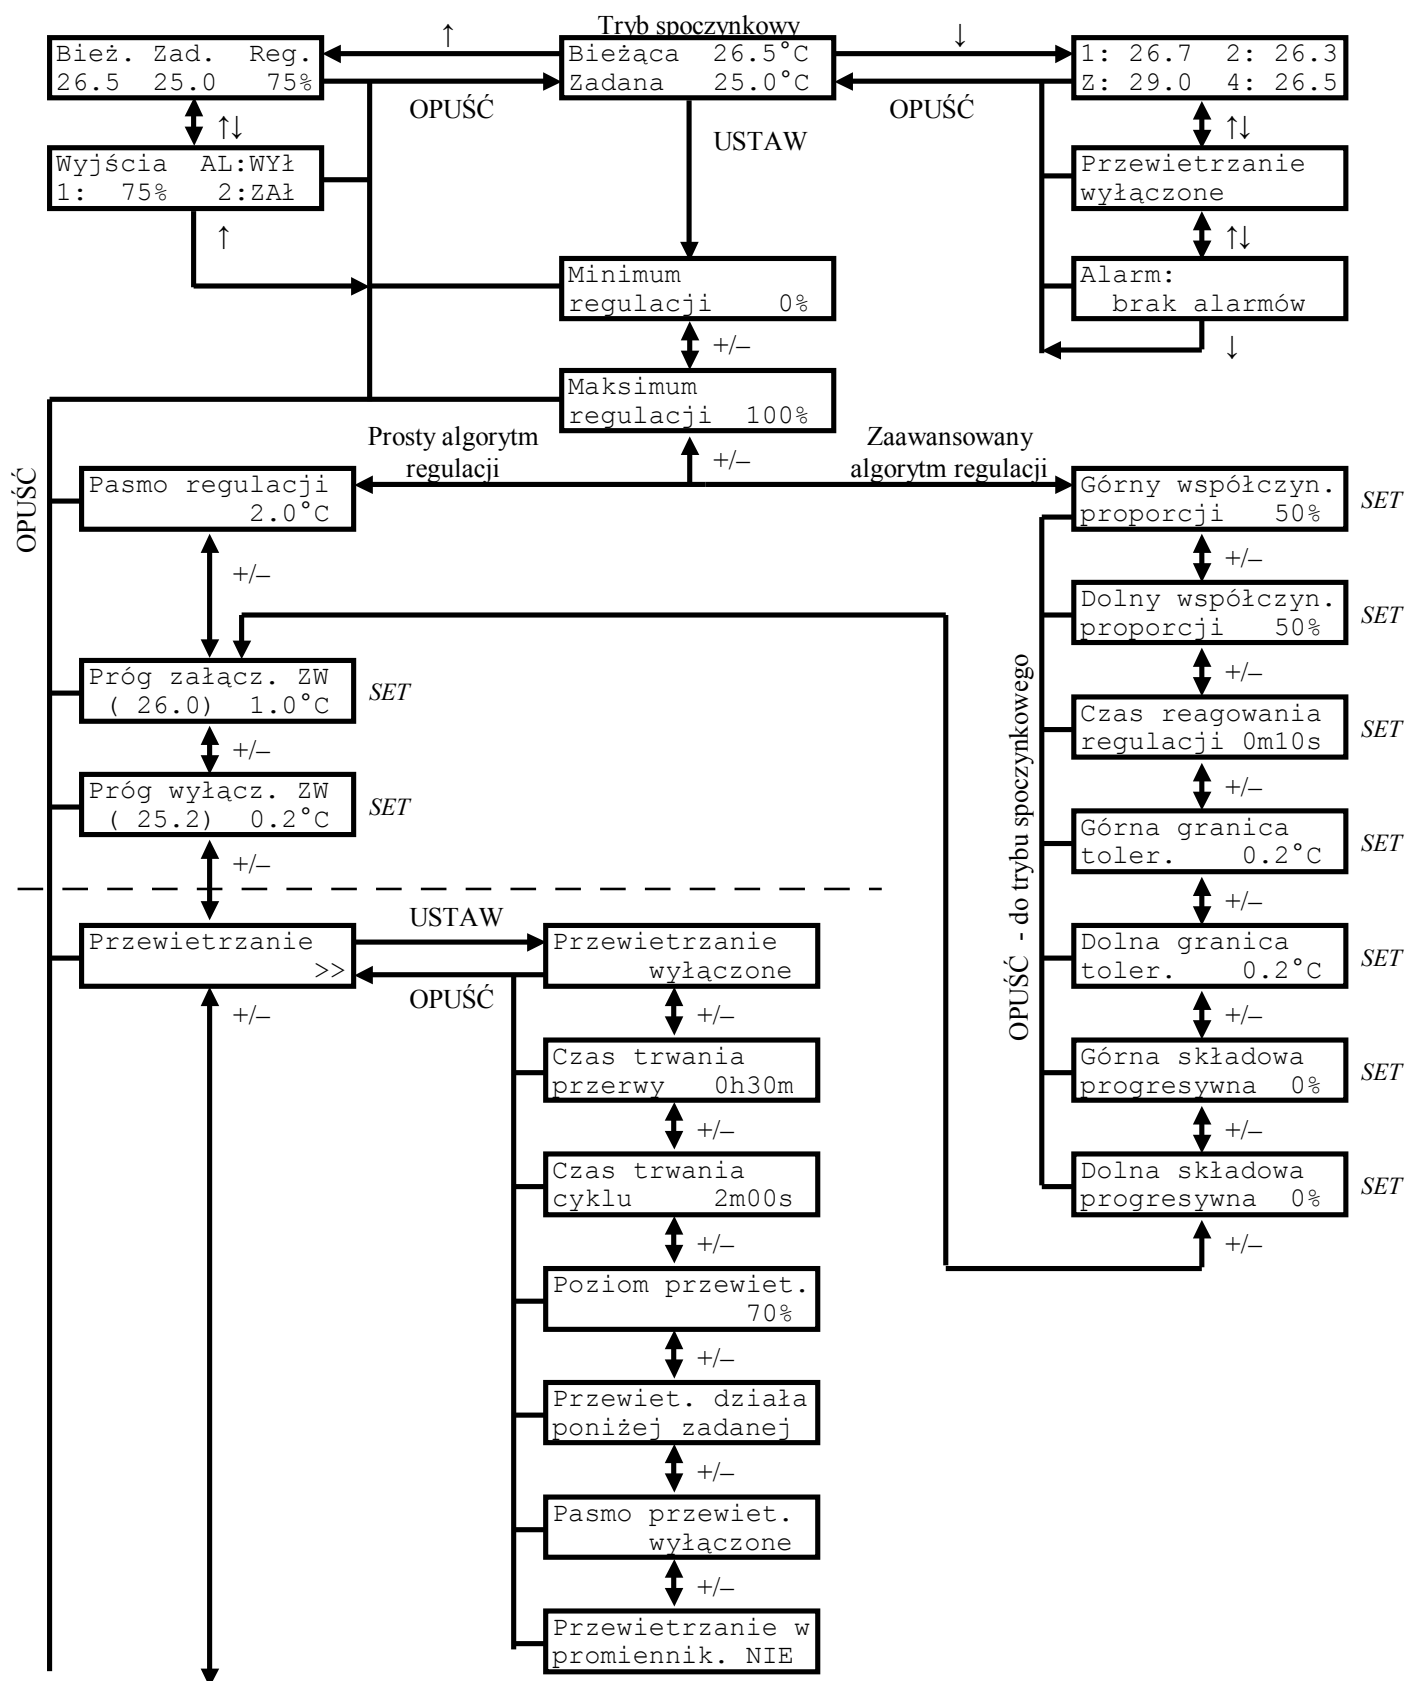 Tryb spoczynkowy
Bież. Zad. Reg.
26.5 25.0 75%
↑
OPUŚĆ
Bieżąca 26.5°C
Zadana 25.0°C
↓
OPUŚĆ
1: 26.7 2: 26.3
Z: 29.0 4: 26.5
↑↓
USTAW
↑↓
Wyjścia AL:WYł
1: 75% 2:ZAł
Przewietrzanie
wyłączone
↑
↑↓
Minimum
regulacji 0%
Alarm:
brak alarmów
+/–
↓
Maksimum
regulacji 100%
Prosty algorytm
regulacji
+/–
Zaawansowany
algorytm regulacji
OPUŚĆ
Pasmo regulacji
2.0°C
Górny współczyn.
proporcji 50%
SET
+/–
+/–
Dolny współczyn.
proporcji 50%
SET
Próg załącz. ZW
( 26.0) 1.0°C
SET
+/–
OPUŚĆ - do trybu spoczynkowego
Czas reagowania
regulacji 0m10s
SET
+/–
Próg wyłącz. ZW
( 25.2) 0.2°C
SET
+/–
Górna granica
toler. 0.2°C
SET
+/–
+/–
Przewietrzanie
>>
USTAW
OPUŚĆ
Przewietrzanie
wyłączone
Dolna granica
toler. 0.2°C
SET
+/–
+/–
+/–
Czas trwania
przerwy 0h30m
Górna składowa
progresywna 0%
SET
+/–
+/–
Czas trwania
cyklu 2m00s
Dolna składowa
progresywna 0%
SET
+/–
+/–
Poziom przewiet.
70%
+/–
Przewiet. działa
poniżej zadanej
+/–
Pasmo przewiet.
wyłączone
+/–
Przewietrzanie w
promiennik. NIE